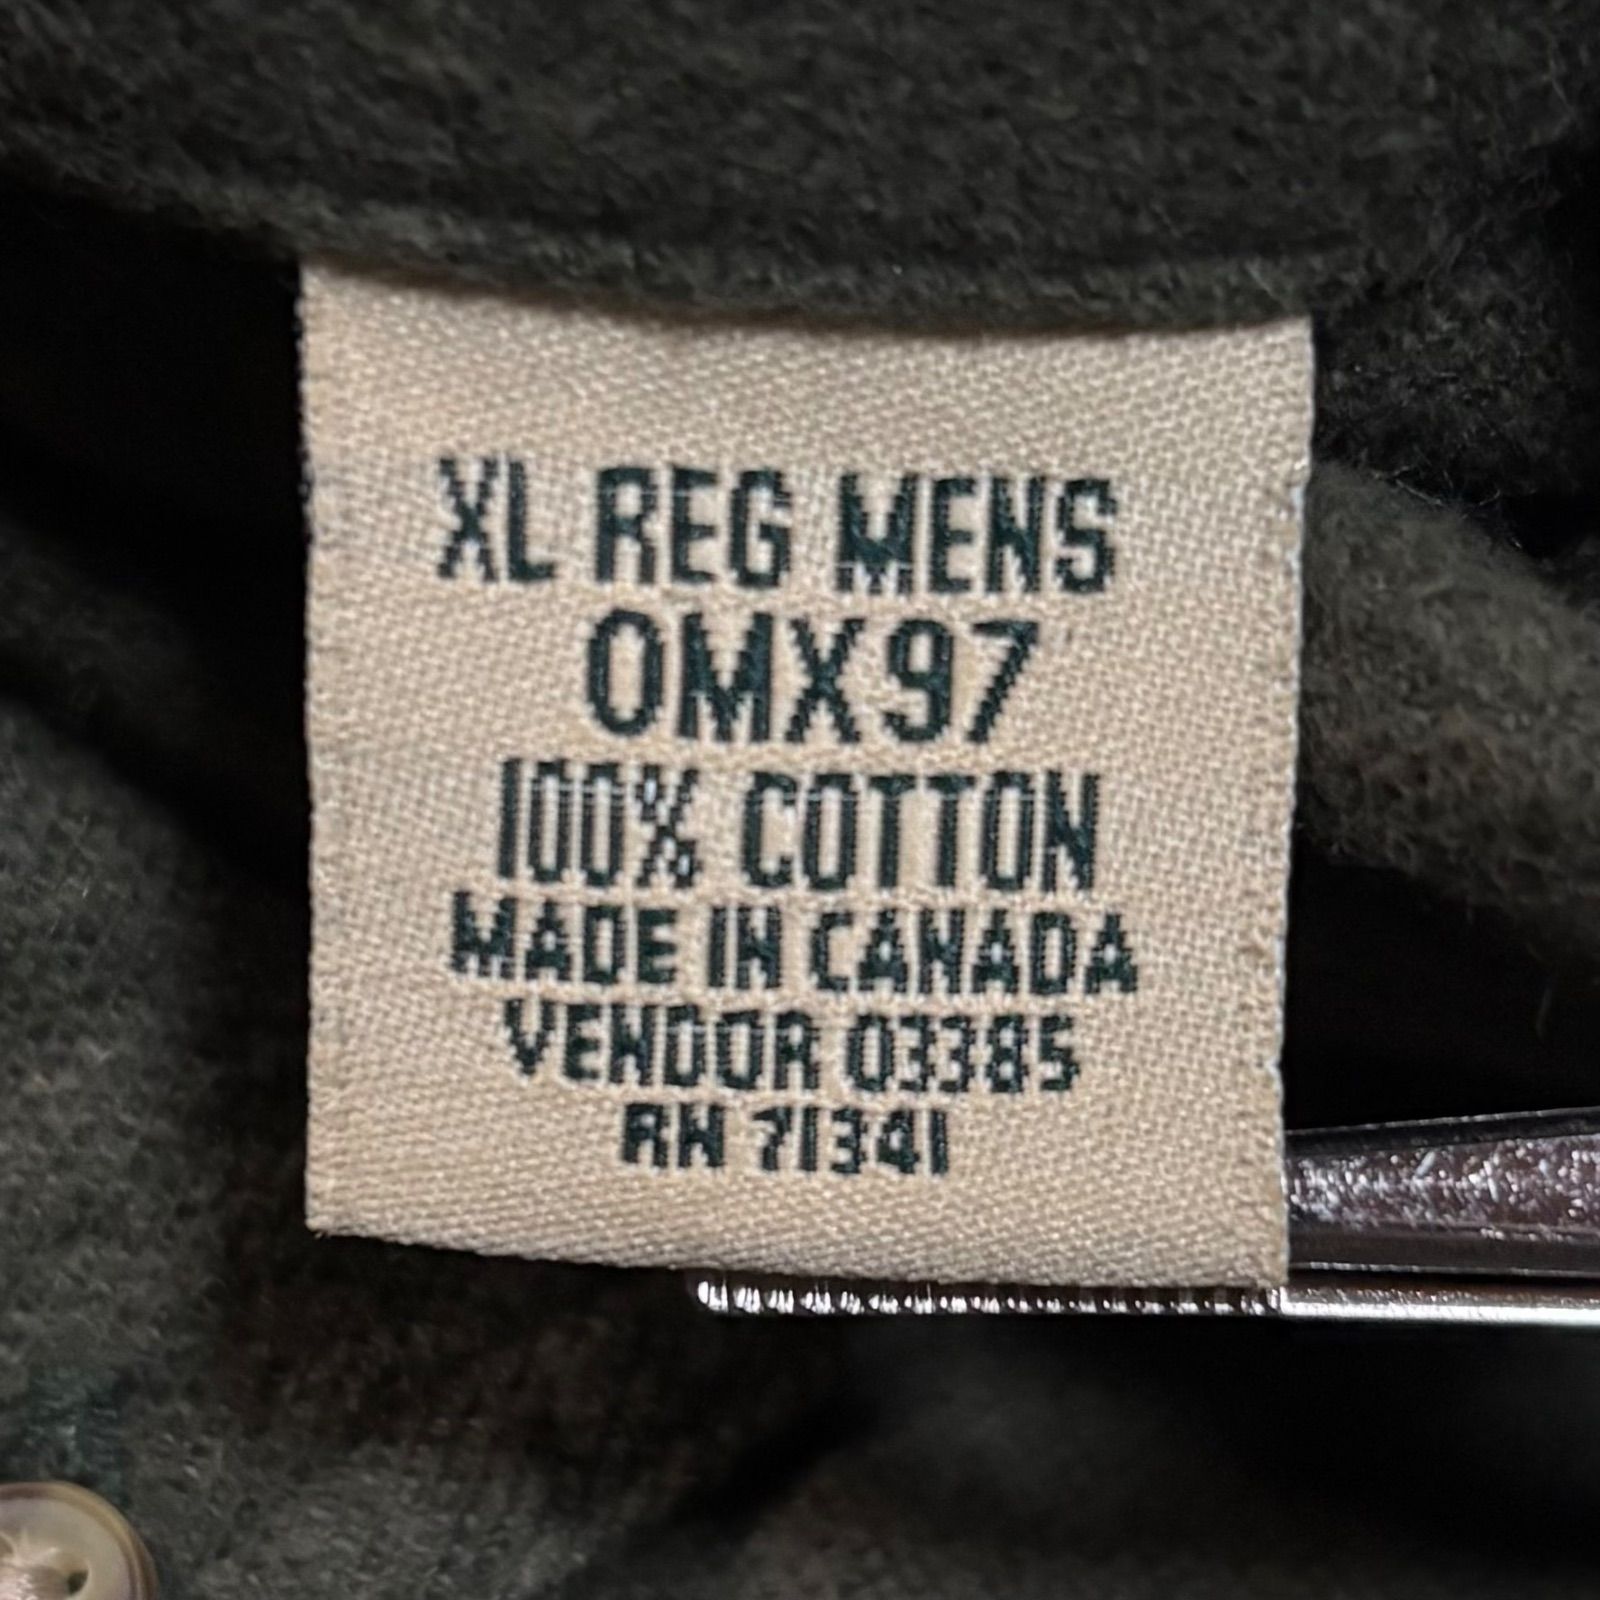 XL REG MENS
OMX97
100% COTTON
MADE IN CANADA
VENDOR 03385
RN 71341